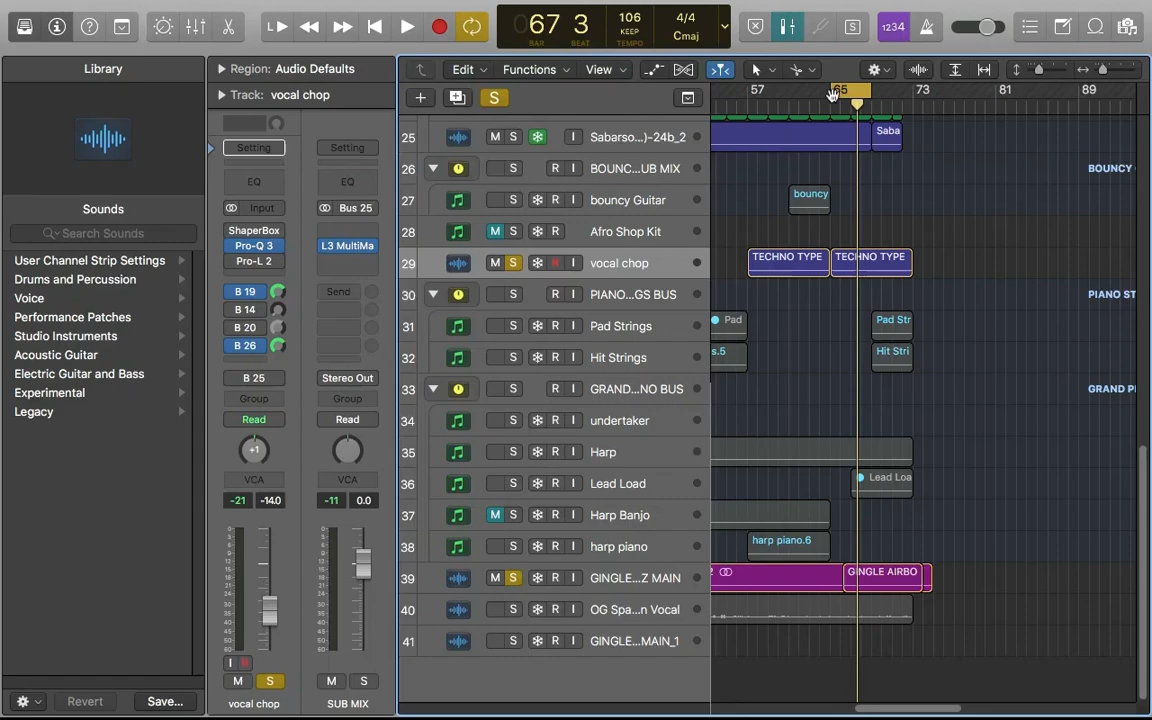 67 3
BAR BEAT
106
KEEP
TEMPO
4/4
Cmaj
1234
Library
Sounds
Search Sounds
User Channel Strip Settings
Drums and Percussion
Voice
Performance Patches
Studio Instruments
Acoustic Guitar
Electric Guitar and Bass
Experimental
Legacy
Revert
Save...
Region: Audio Defaults
Track: vocal chop
Setting
EQ
Input
ShaperBox
Pro-Q 3
Pro-L 2
B 19
B 14
B 20
B 26
B 25
Group
Read
+1
VCA
-21 -14.0
I R
M S
vocal chop
Setting
EQ
Bus 25
L3 MultiMa
Send
Stereo Out
Group
Read
VCA
-11 0.0
M S
SUB MIX
Edit
Functions
View
S
57 65 73 81 89
25 M S I Sabarso...)-24b_2
Saba
26 S R BOUNC...UB MIX
BOUNCY
27 S R I bouncy Guitar
bouncy
28 M S R Afro Shop Kit
29 M S R I vocal chop
TECHNO TYPE TECHNO TYPE
30 S R I PIANO...GS BUS
PIANO ST
31 S R I Pad Strings
Pad Pad Str
32 S R I Hit Strings
s.5 Hit Stri
33 S R I GRAND...NO BUS
GRAND PI
34 S R I undertaker
35 S R I Harp
36 S R I Lead Load
Lead Loa
37 M S R I Harp Banjo
38 S R I harp piano
harp piano.6
39 M S R I GINGLE...Z MAIN
2 GINGLE AIRBO
40 S R I OG Spa...n Vocal
41 S R I GINGLE...MAIN_1